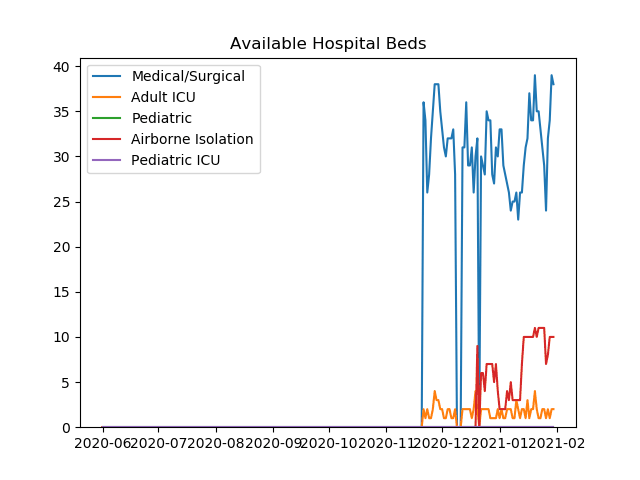 Available Hospital Beds
Medical/Surgical
Adult ICU
Pediatric
Airborne Isolation
Pediatric ICU
40
35
30
25
20
15
10
5
0
2020-06 2020-07 2020-08 2020-09 2020-10 2020-11 2020-12 2021-01 2021-02